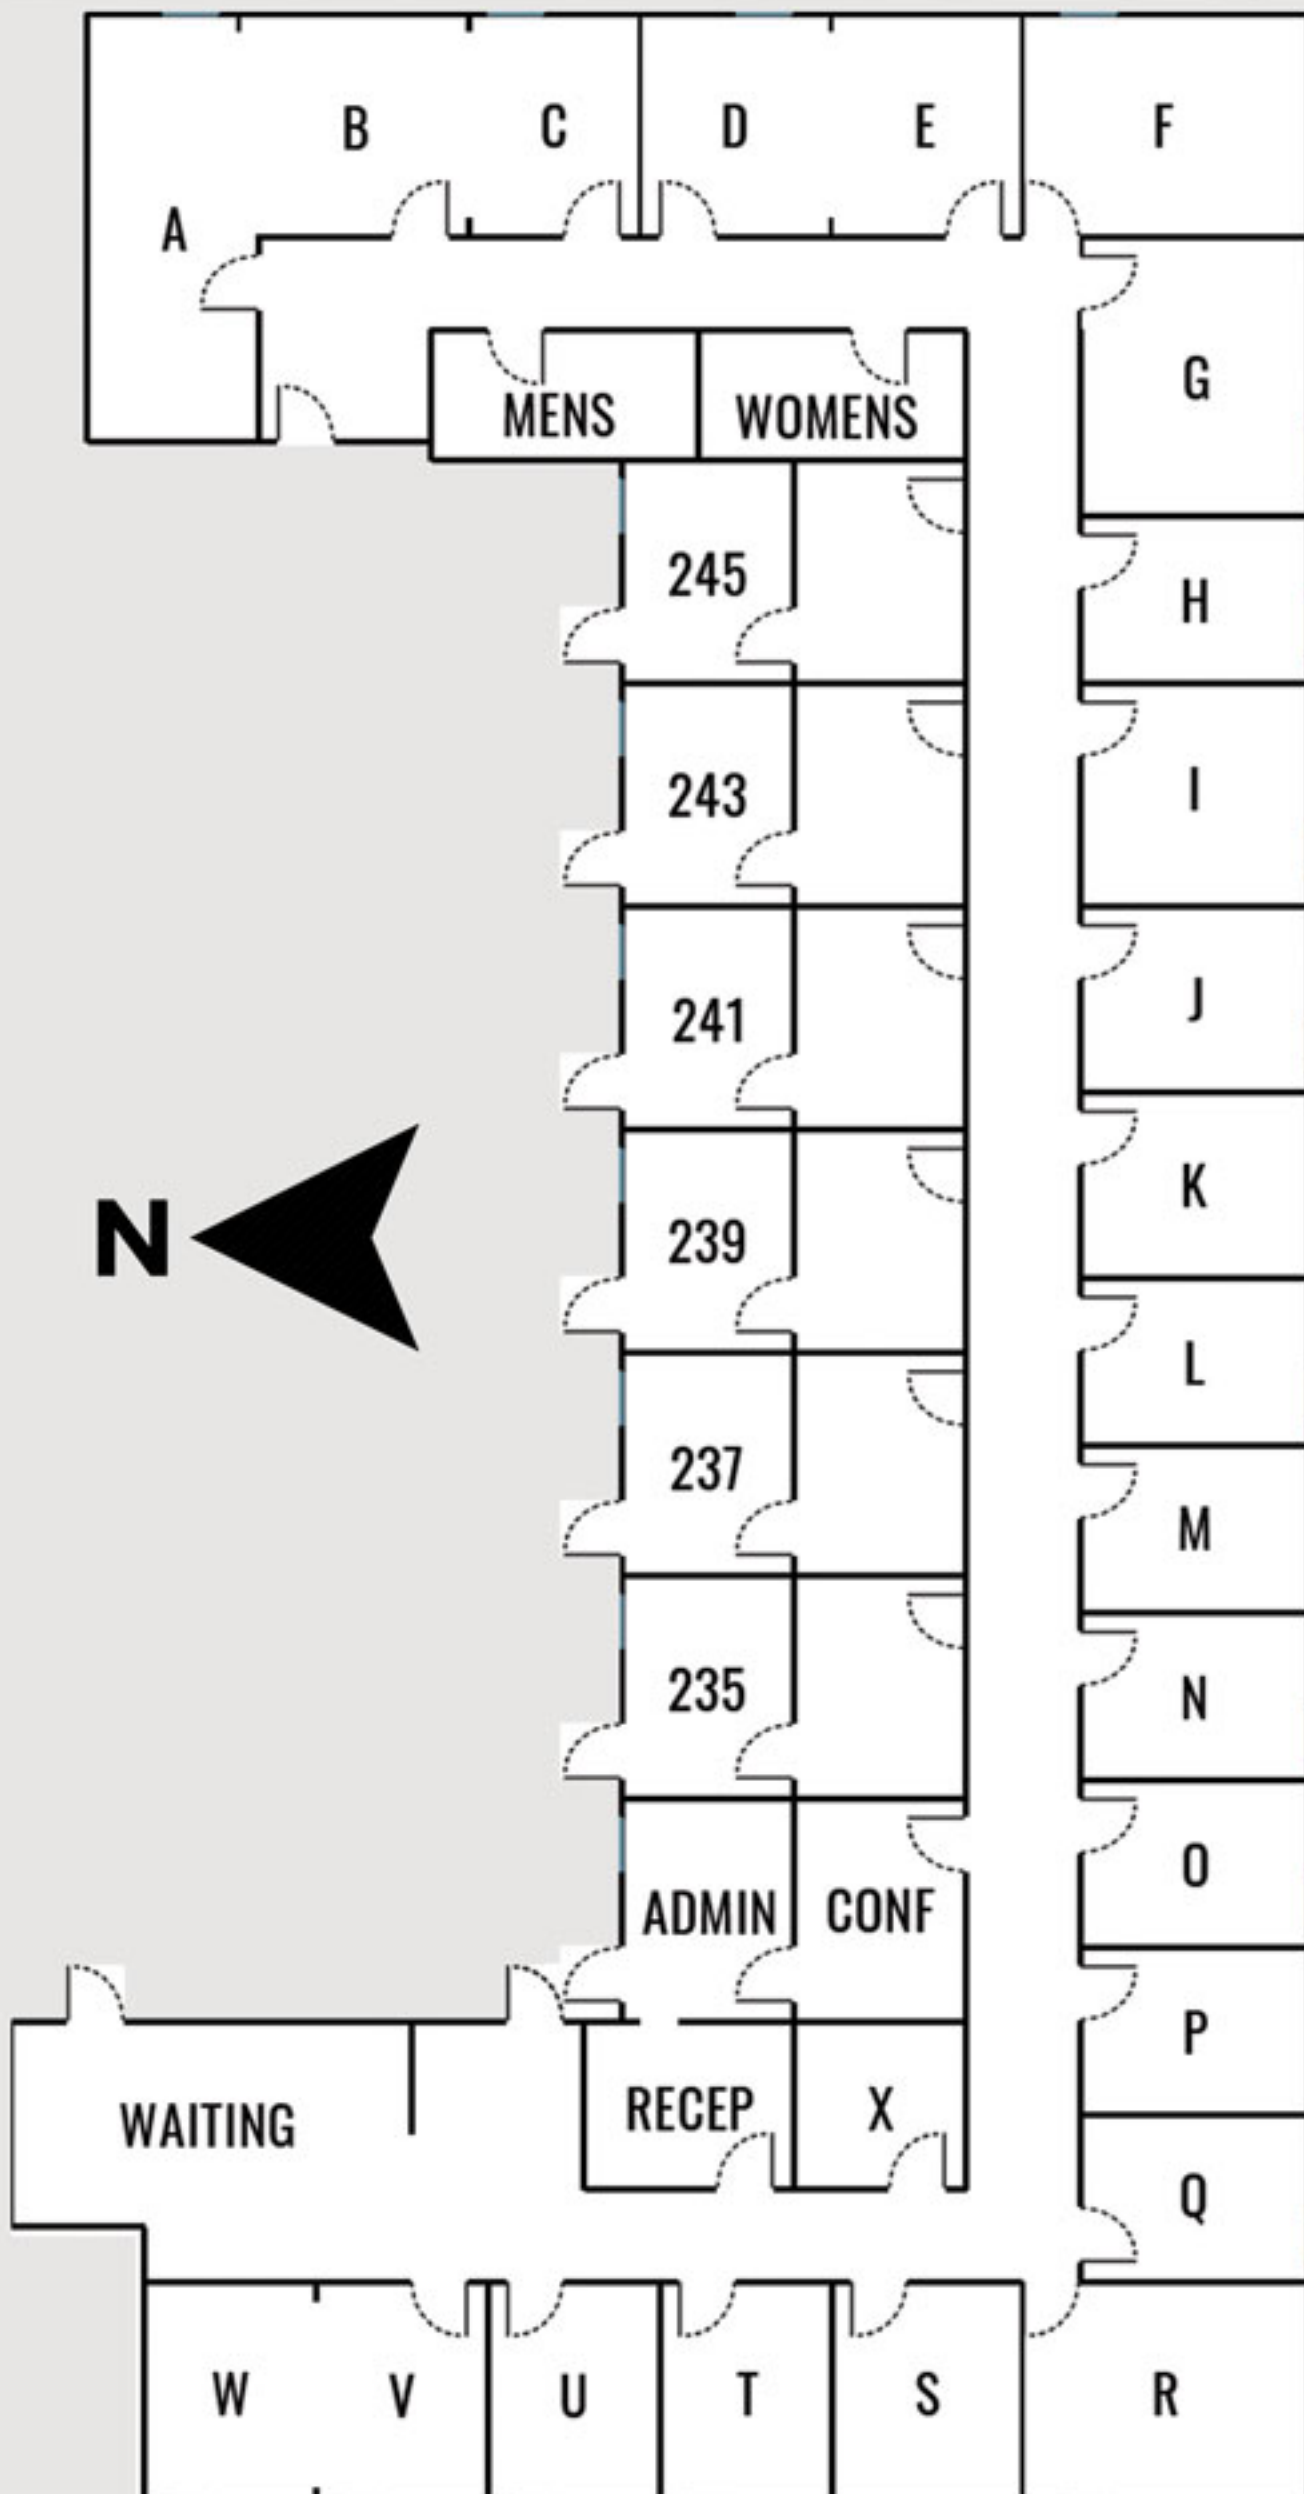 B C D E F
A
G
MENS WOMENS
245 H
243 I
241 J
N 239 K
L
237 M
235 N
O
ADMIN CONF
P
WAITING RECEP X
Q
W V U T S R